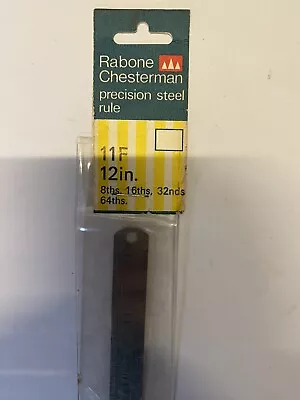 Rabone
Chesterman
precision steel
rule
11F
12in.
8ths. 16ths, 32nds
64ths.